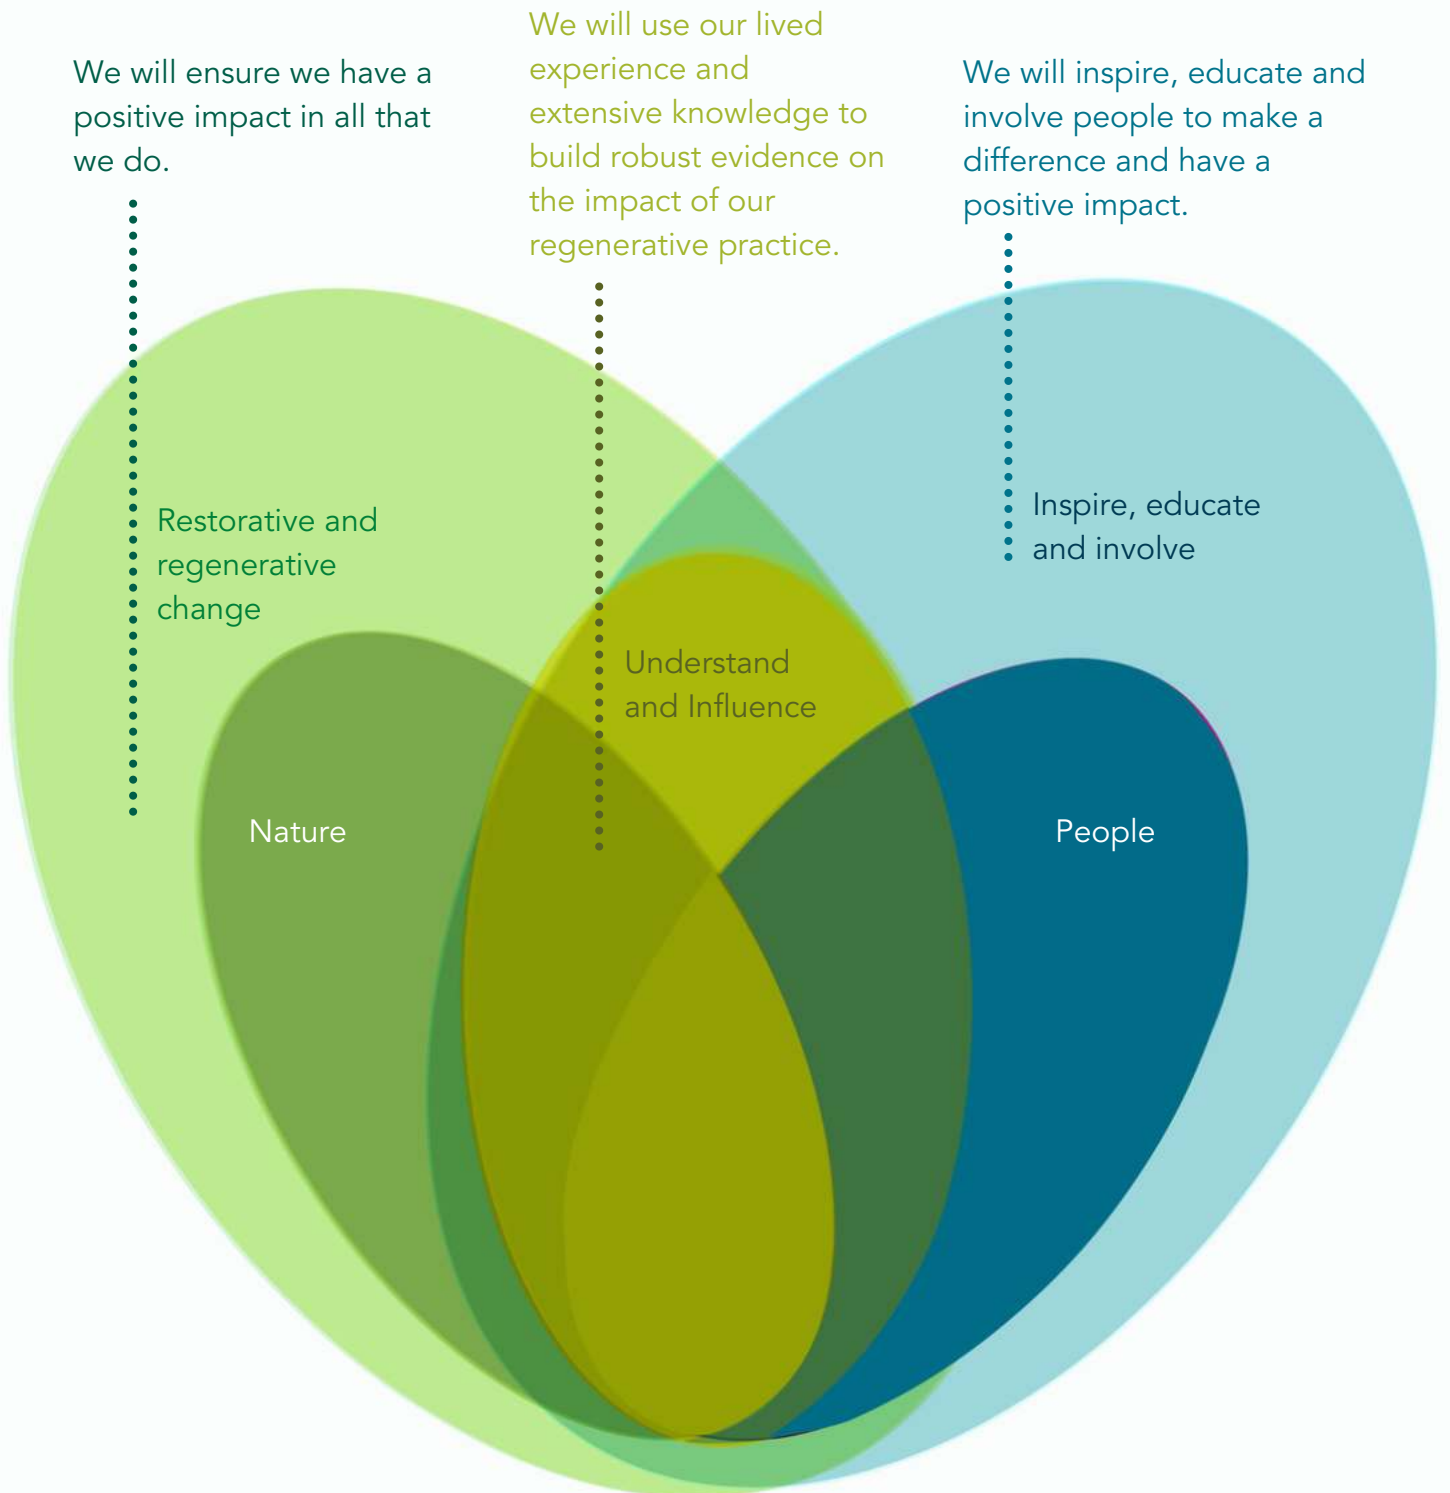 We will ensure we have a
positive impact in all that
we do.
We will use our lived
experience and
extensive knowledge to
build robust evidence on
the impact of our
regenerative practice.
We will inspire, educate and
involve people to make a
difference and have a
positive impact.
Restorative and
regenerative
change
Inspire, educate
and involve
Understand
and Influence
Nature
People